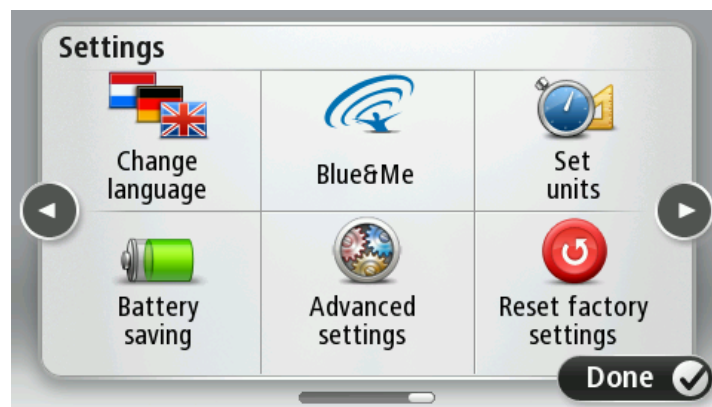 Settings
Change
language
Blue&Me
Set
units
Battery
saving
Advanced
settings
Reset factory
settings
Done